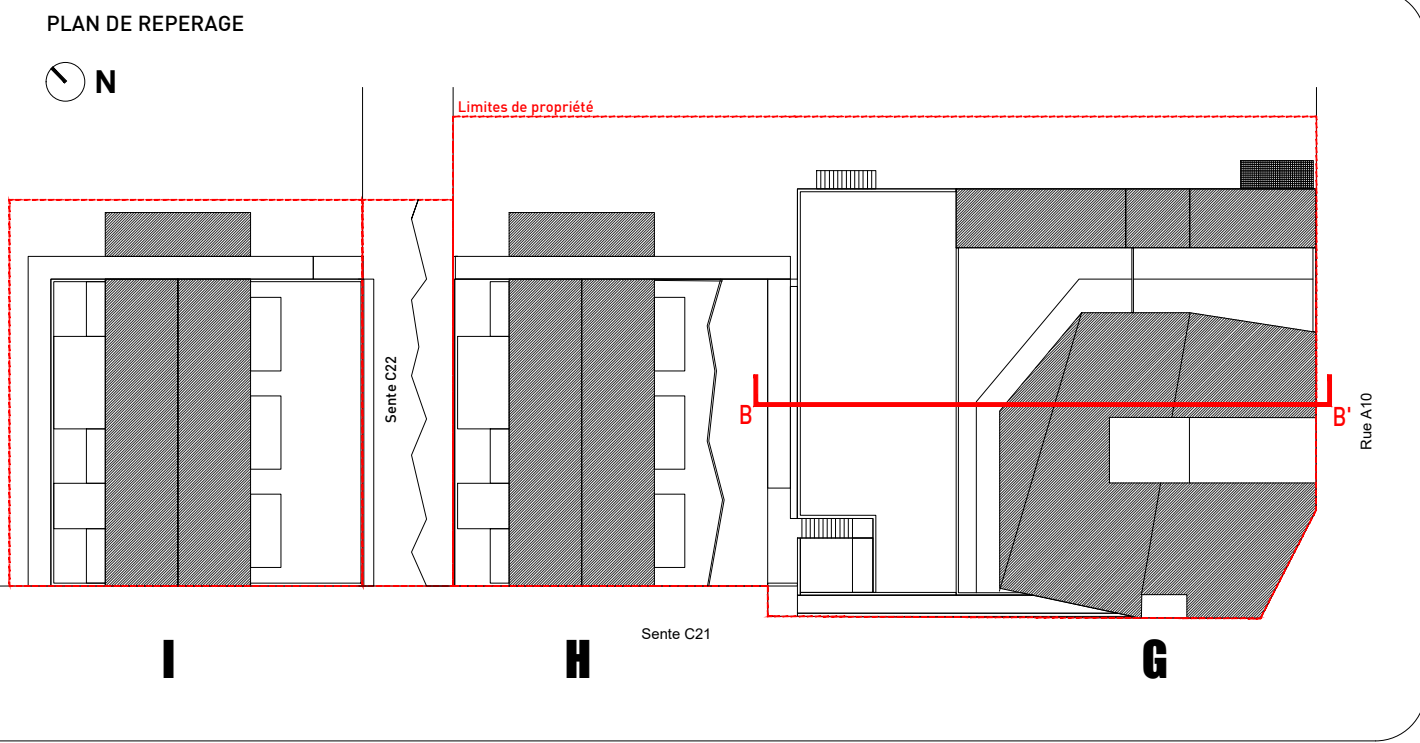 PLAN DE REPERAGE
N
Limites de propriété
Sente C22
B
B'
Rue A10
Sente C21
I
H
G